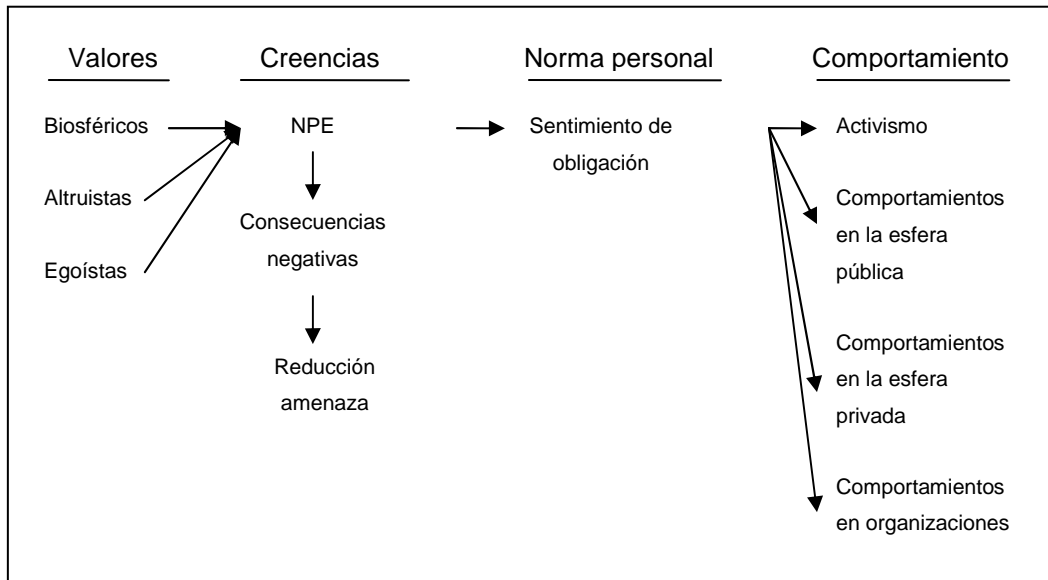 Valores
Creencias
Norma personal
Comportamiento
Biosféricos
Altruistas
Egoístas
NPE
Consecuencias
negativas
Reducción
amenaza
Sentimiento de
obligación
Activismo
Comportamientos
en la esfera
pública
Comportamientos
en la esfera
privada
Comportamientos
en organizaciones